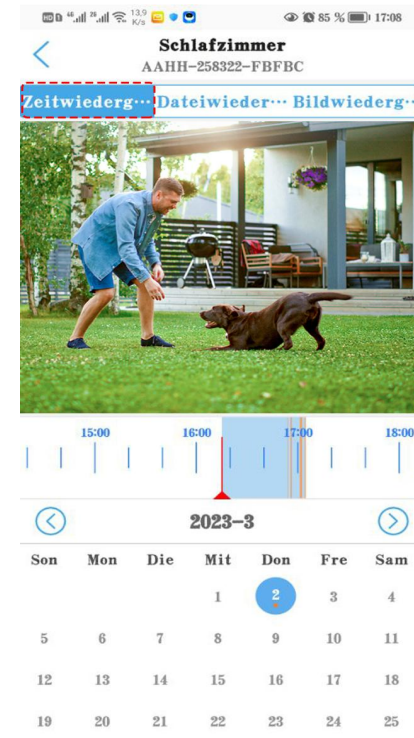 13,9 K/s 85 % 17:08
Schlafzimmer
AAHH-258322-FBFBC
Zeitwiederg… Dateiwieder… Bildwiederg…
15:00 16:00 17:00 18:00
2023-3
Son Mon Die Mit Don Fre Sam
1 2 3 4
5 6 7 8 9 10 11
12 13 14 15 16 17 18
19 20 21 22 23 24 25